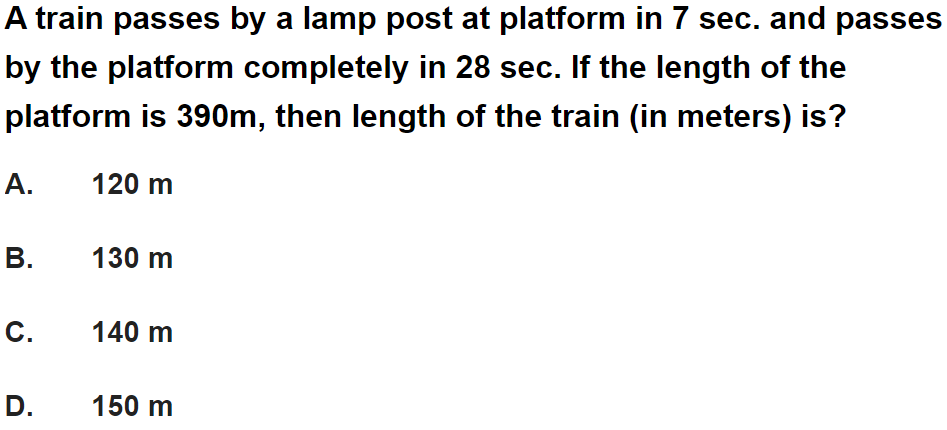 A train passes by a lamp post at platform in 7 sec. and passes
by the platform completely in 28 sec. If the length of the
platform is 390m, then length of the train (in meters) is?
A. 120 m
B. 130 m
C. 140 m
D. 150 m